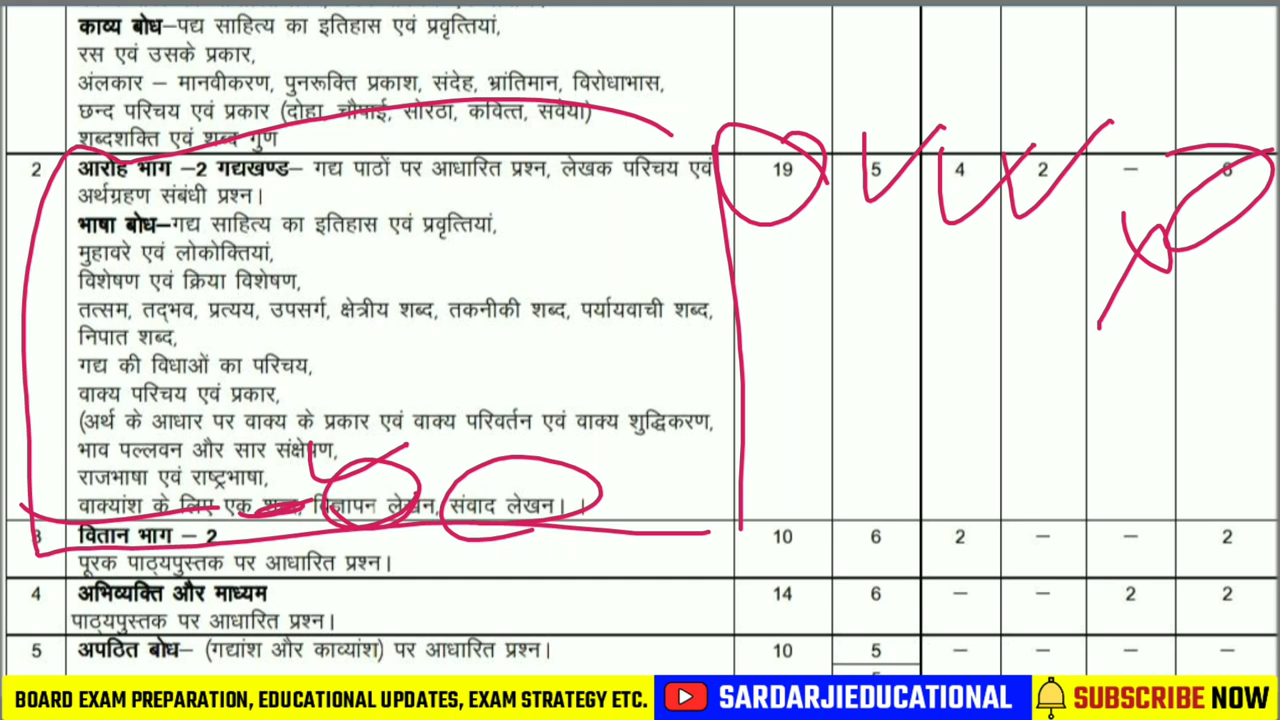 काव्य बोध–पद्य साहित्य का इतिहास एवं प्रवृत्तियां,
रस एवं उसके प्रकार,
अंलकार – मानवीकरण, पुनरूक्ति प्रकाश, संदेह, भ्रांतिमान, विरोधाभास,
छन्द परिचय एवं प्रकार (दोहा, चौपाई, सोरठा, कवित्त, सवैया)
शब्दशक्ति एवं शब्द गुण
2 आरोह भाग –2 गद्यखण्ड– गद्य पाठों पर आधारित प्रश्न, लेखक परिचय एवं 19 5 4 2 –
अर्थग्रहण संबंधी प्रश्न।
भाषा बोध–गद्य साहित्य का इतिहास एवं प्रवृत्तियां,
मुहावरे एवं लोकोक्तियां,
विशेषण एवं क्रिया विशेषण,
तत्सम, तद्भव, प्रत्यय, उपसर्ग, क्षेत्रीय शब्द, तकनीकी शब्द, पर्यायवाची शब्द,
निपात शब्द,
गद्य की विधाओं का परिचय,
वाक्य परिचय एवं प्रकार,
(अर्थ के आधार पर वाक्य के प्रकार एवं वाक्य परिवर्तन एवं वाक्य शुद्धिकरण,
भाव पल्लवन और सार संक्षेपण,
राजभाषा एवं राष्ट्रभाषा,
वाक्यांश के लिए एक शब्द, विज्ञापन लेखन, संवाद लेखन। ।
3 वितान भाग – 2 10 6 2 – – 2
पूरक पाठ्यपुस्तक पर आधारित प्रश्न।
4 अभिव्यक्ति और माध्यम 14 6 – – 2 2
पाठ्यपुस्तक पर आधारित प्रश्न।
5 अपठित बोध– (गद्यांश और काव्यांश) पर आधारित प्रश्न। 10 5 – – – –
BOARD EXAM PREPARATION, EDUCATIONAL UPDATES, EXAM STRATEGY ETC. SARDARJIEDUCATIONAL SUBSCRIBE NOW